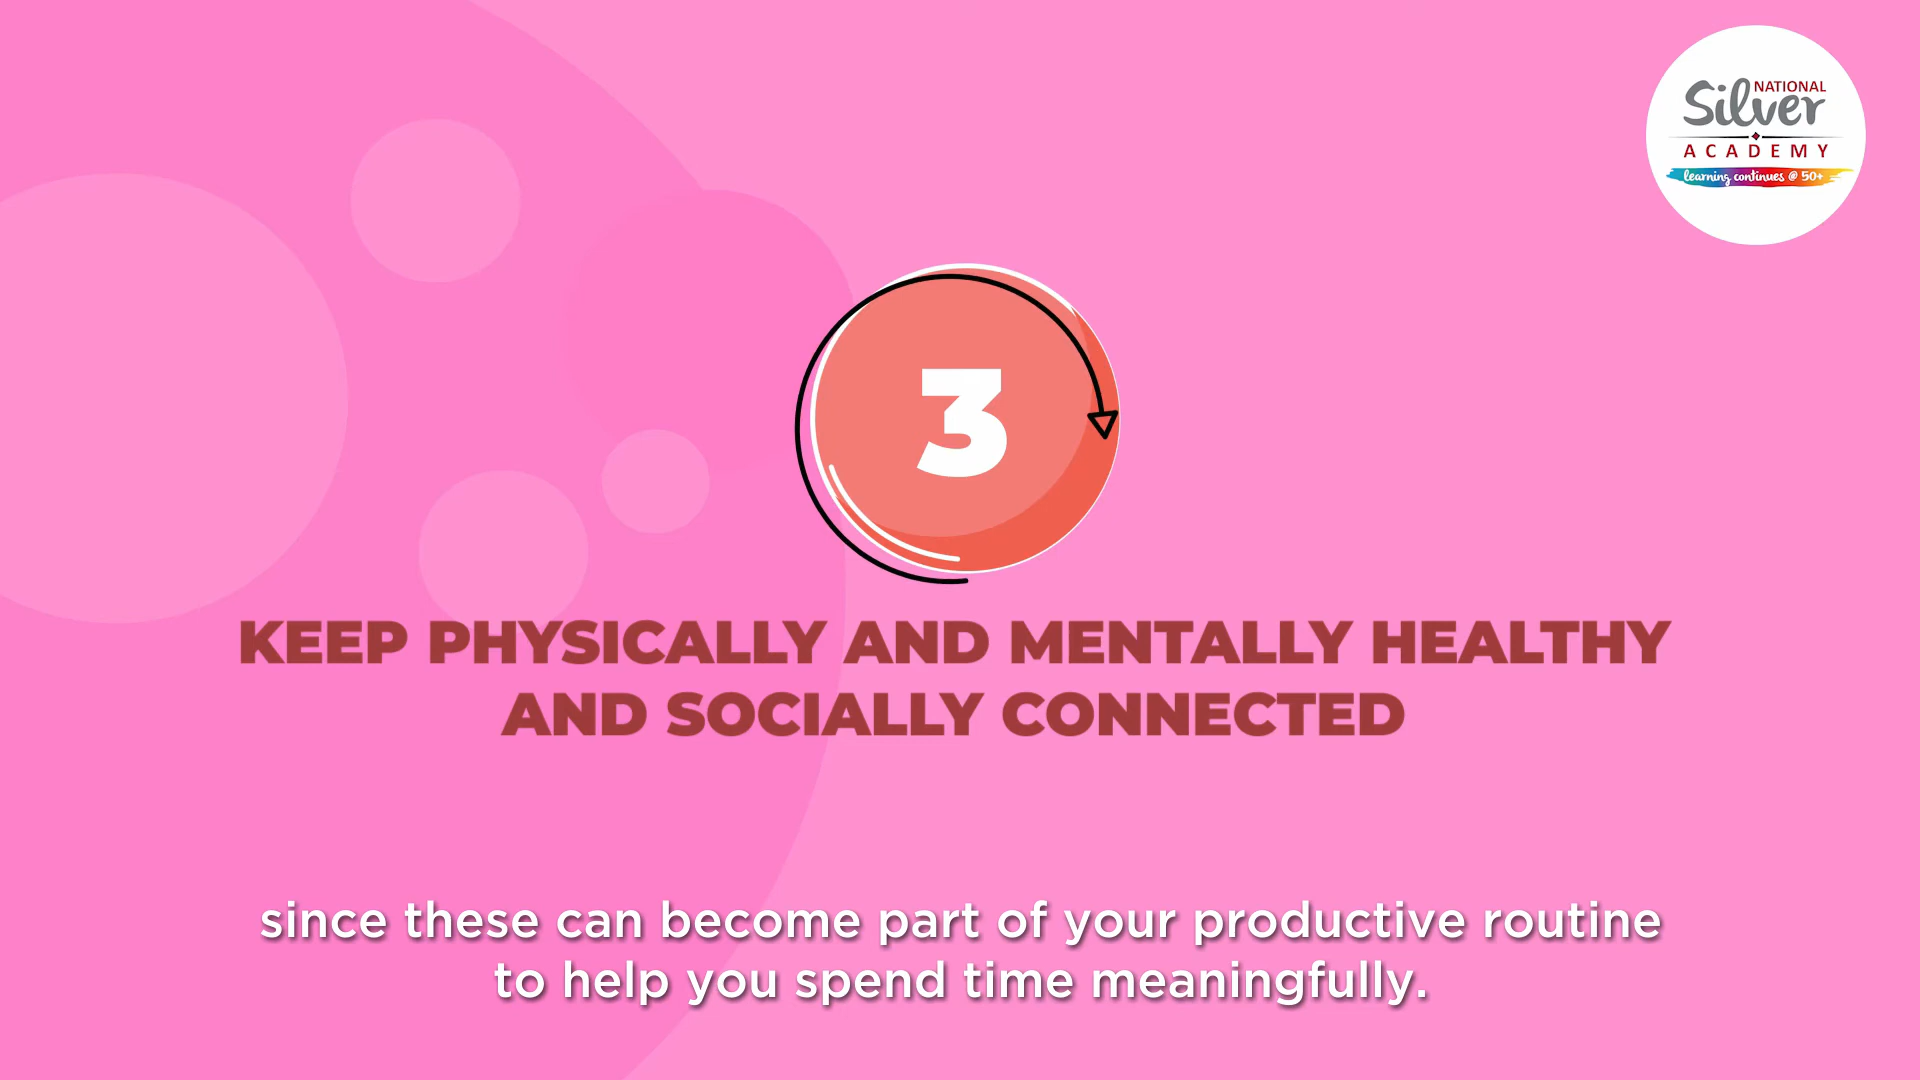 NATIONAL
Silver
ACADEMY
learning continues @ 50+
3
KEEP PHYSICALLY AND MENTALLY HEALTHY
AND SOCIALLY CONNECTED
since these can become part of your productive routine
to help you spend time meaningfully.